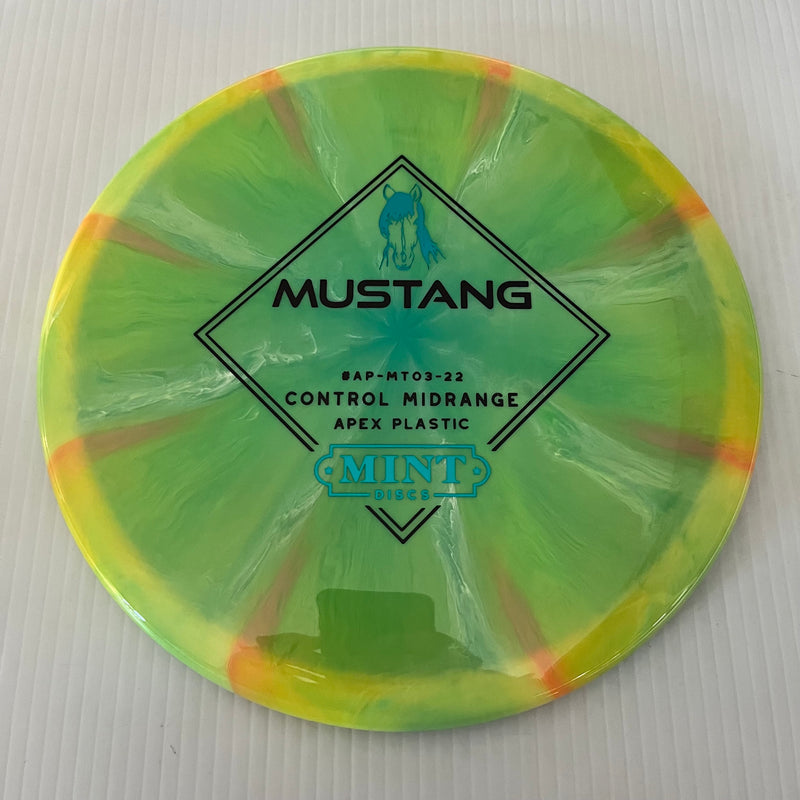 MUSTANG
#AP-MT03-22
CONTROL MIDRANGE
APEX PLASTIC
MINT
DISCS